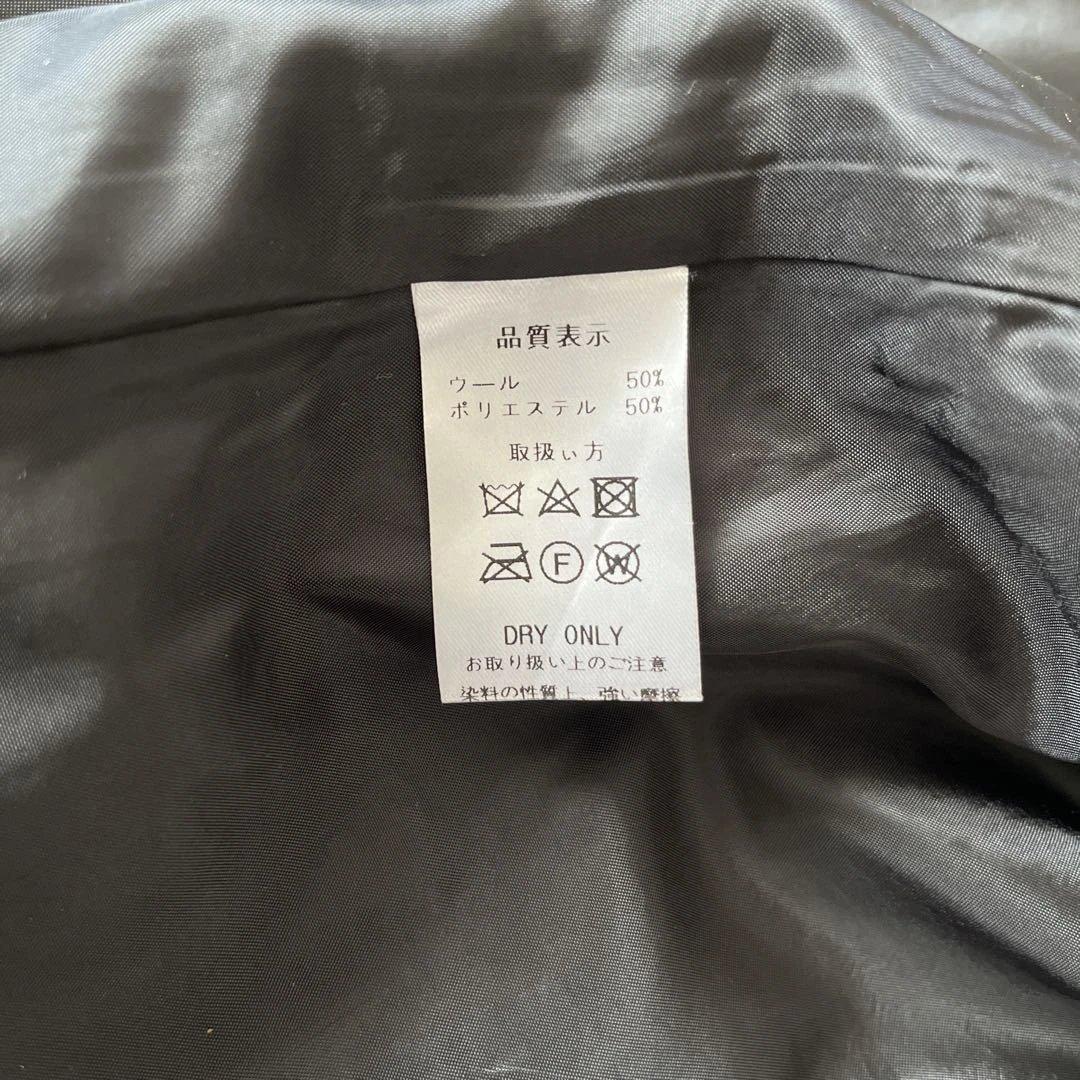 品質表示
ウール 50%
ポリエステル 50%
取扱い方
F W
DRY ONLY
お取り扱い上のご注意
染料の性質上、強い摩擦